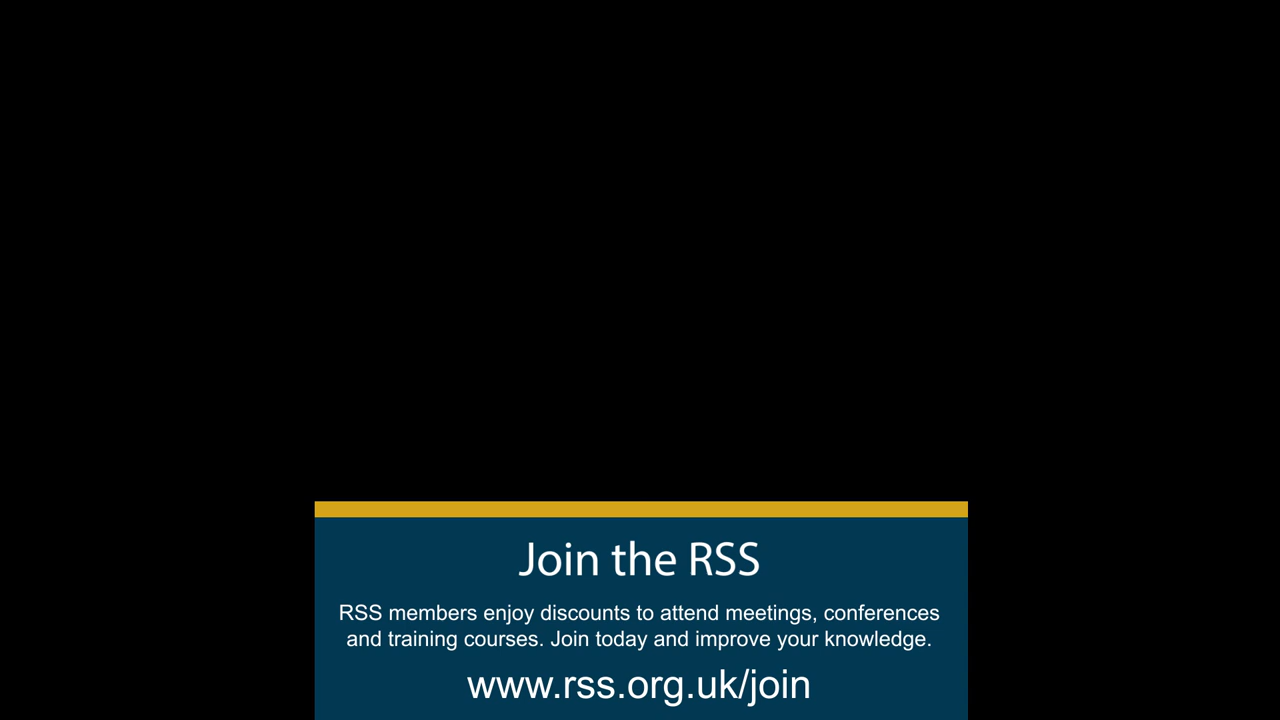 Join the RSS
RSS members enjoy discounts to attend meetings, conferences
and training courses. Join today and improve your knowledge.
www.rss.org.uk/join